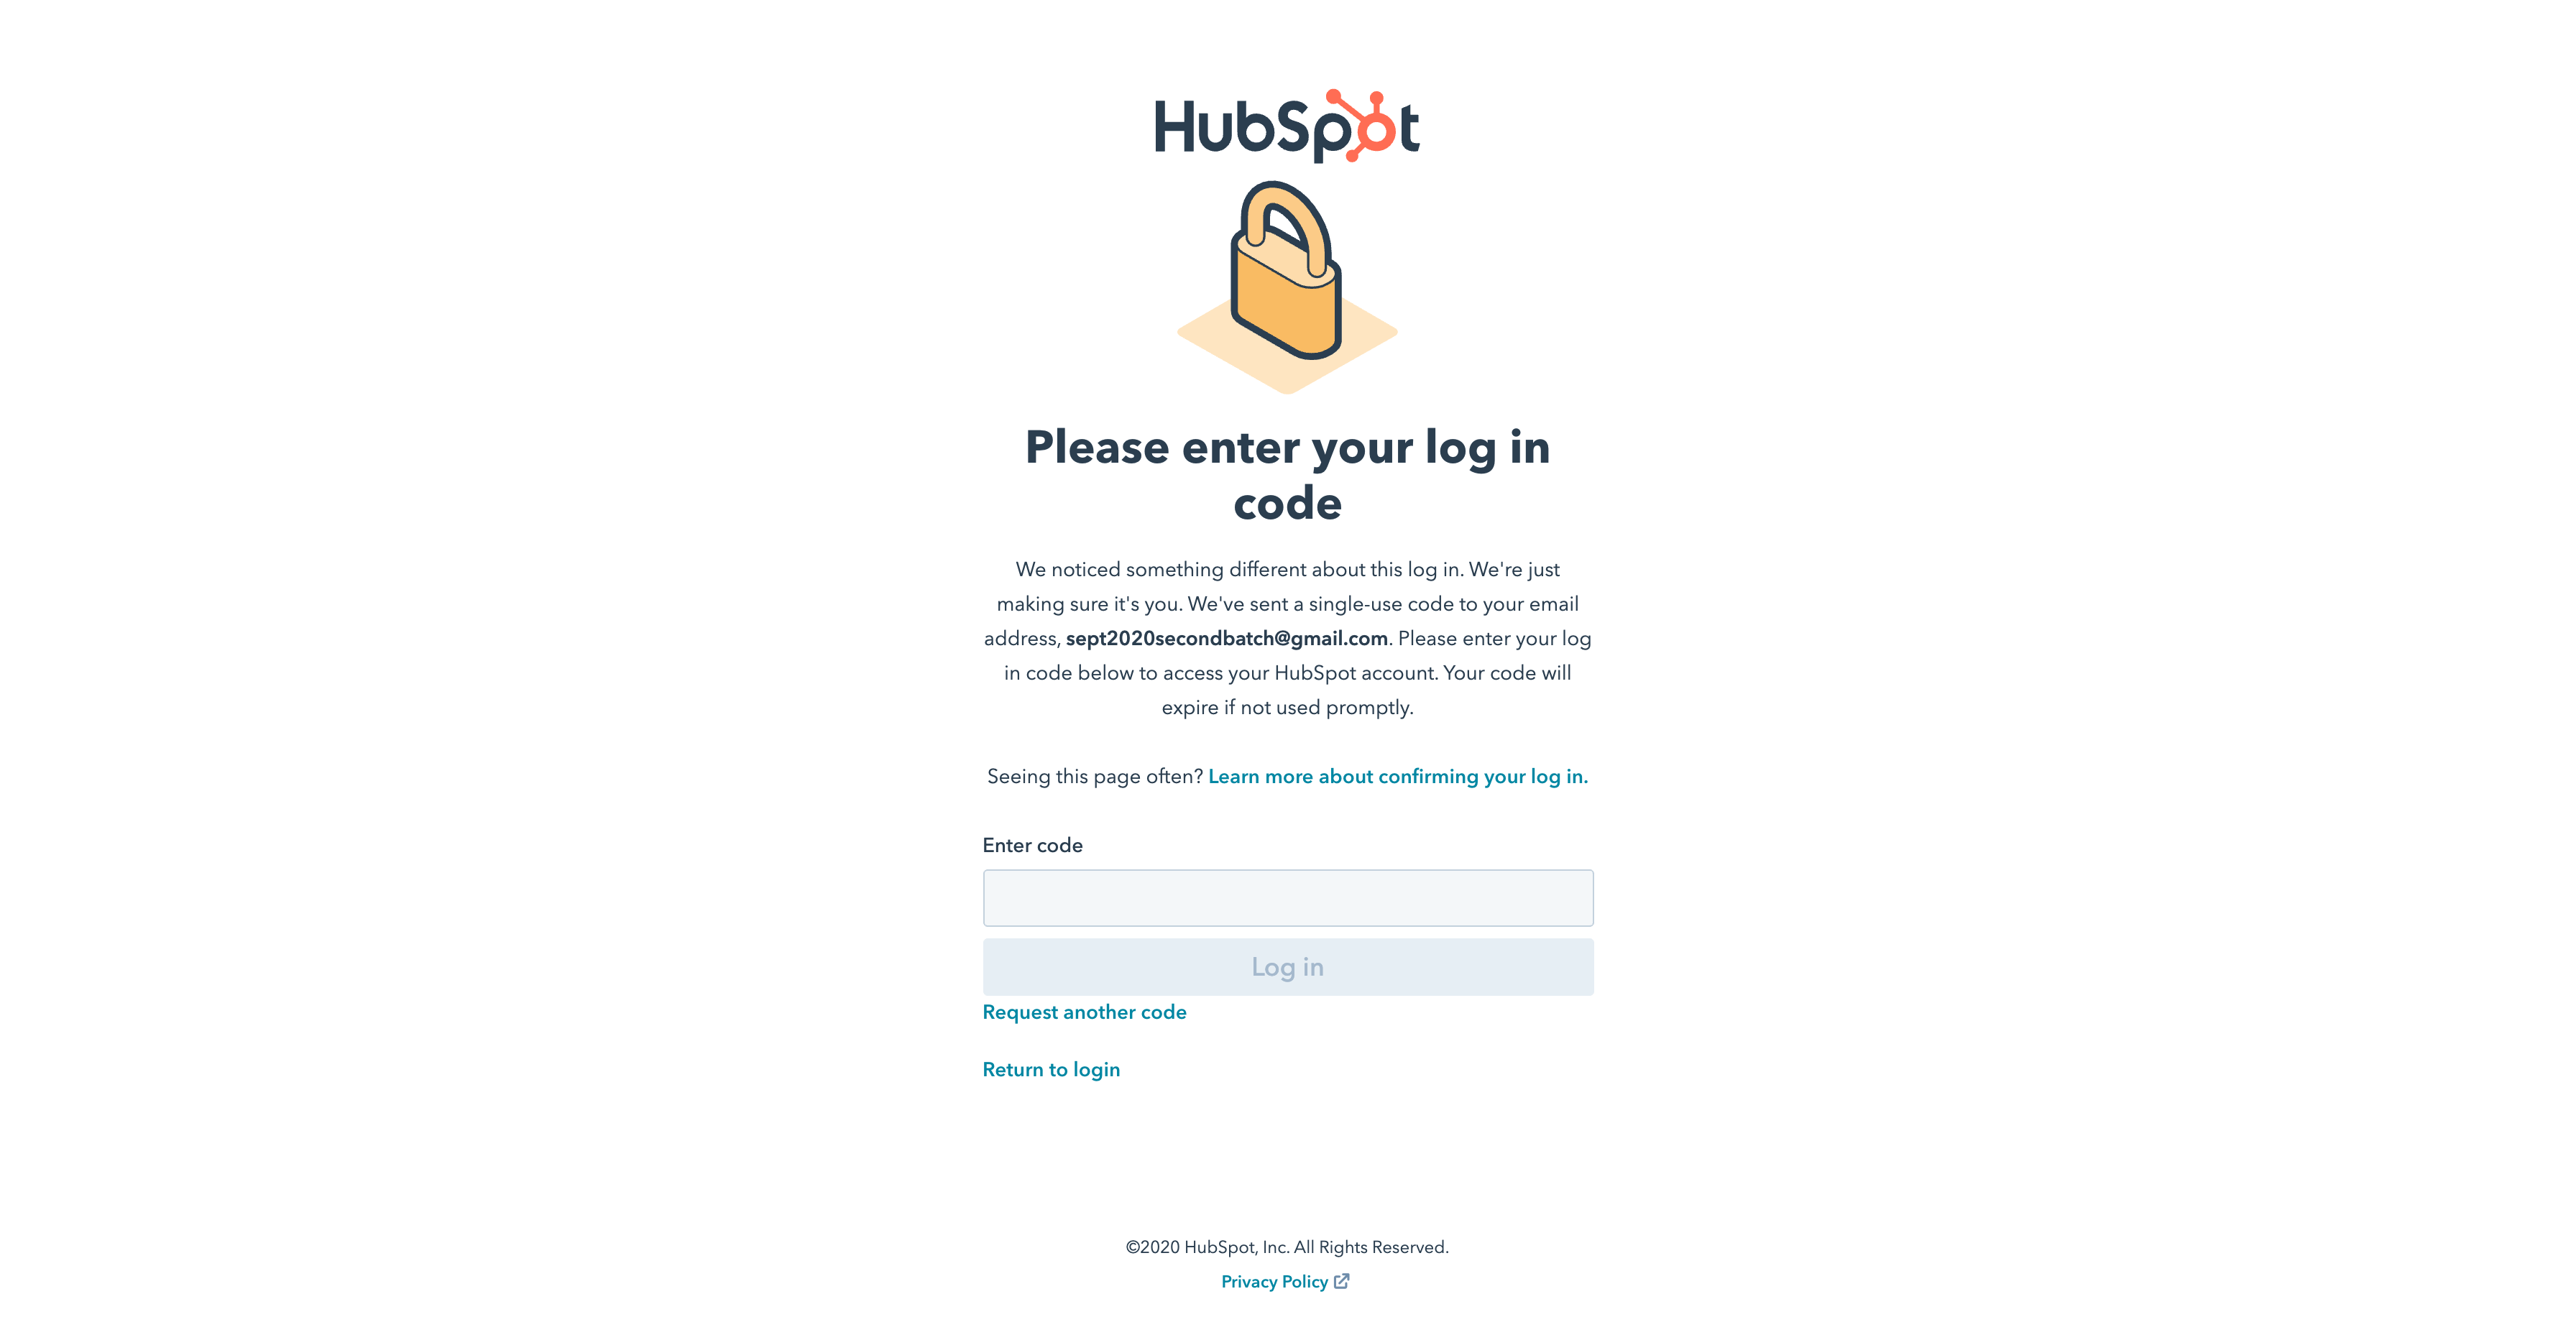 HubSpot
Please enter your log in
code
We noticed something different about this log in. We're just
making sure it's you. We've sent a single-use code to your email
address, sept2020secondbatch@gmail.com. Please enter your log
in code below to access your HubSpot account. Your code will
expire if not used promptly.
Seeing this page often? Learn more about confirming your log in.
Enter code
Log in
Request another code
Return to login
©2020 HubSpot, Inc. All Rights Reserved.
Privacy Policy